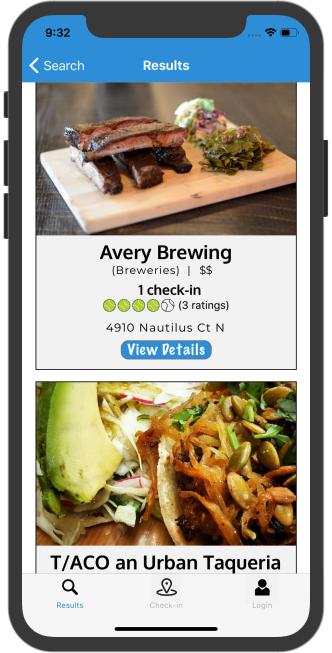 9:32
Search Results
Avery Brewing
(Breweries) | $$
1 check-in
(3 ratings)
4910 Nautilus Ct N
View Details
T/ACO an Urban Taqueria
Results Check-in Login